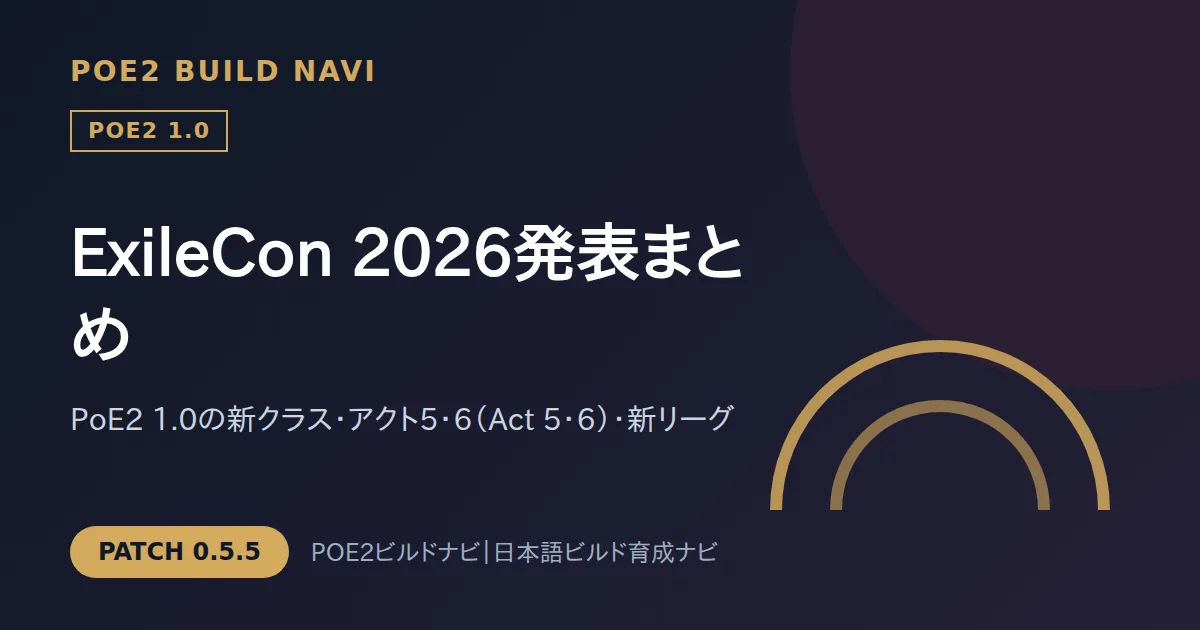 POE2 BUILD NAVI
POE2 1.0
ExileCon 2026発表まと
め
PoE2 1.0の新クラス・アクト5・6（Act 5・6）・新リーグ
PATCH 0.5.5
POE2ビルドナビ|日本語ビルド育成ナビ